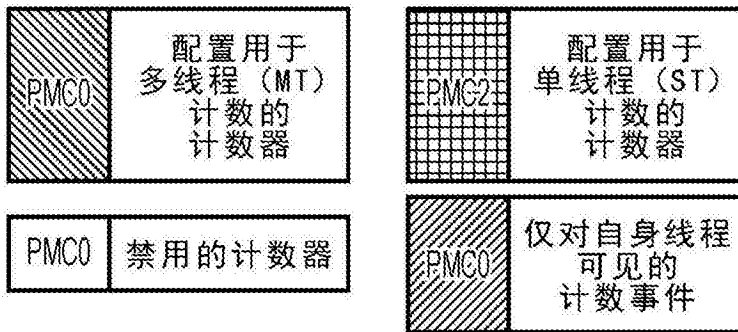 PMC0
配置用于
多线程（MT）
计数的
计数器
PMC2
配置用于
单线程（ST）
计数的
计数器
PMC0
禁用的计数器
PMC0
仅对自身线程
可见的
计数事件